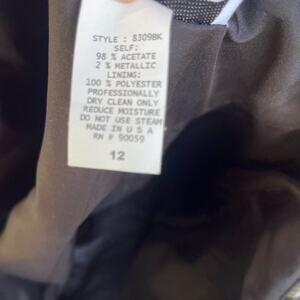 STYLE : 8309BK
SELF:
98 % ACETATE
2 % METALLIC
LINING:
100 % POLYESTER
PROFESSIONALLY
DRY CLEAN ONLY
REDUCE MOISTURE
DO NOT USE STEAM
MADE IN U S A
RN # 90059
12